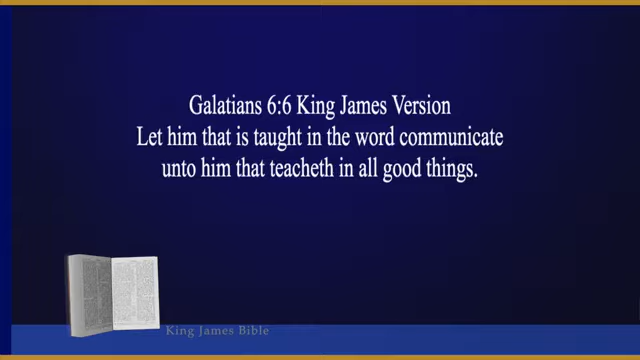 Galatians 6:6 King James Version
Let him that is taught in the word communicate
unto him that teacheth in all good things.
King James Bible